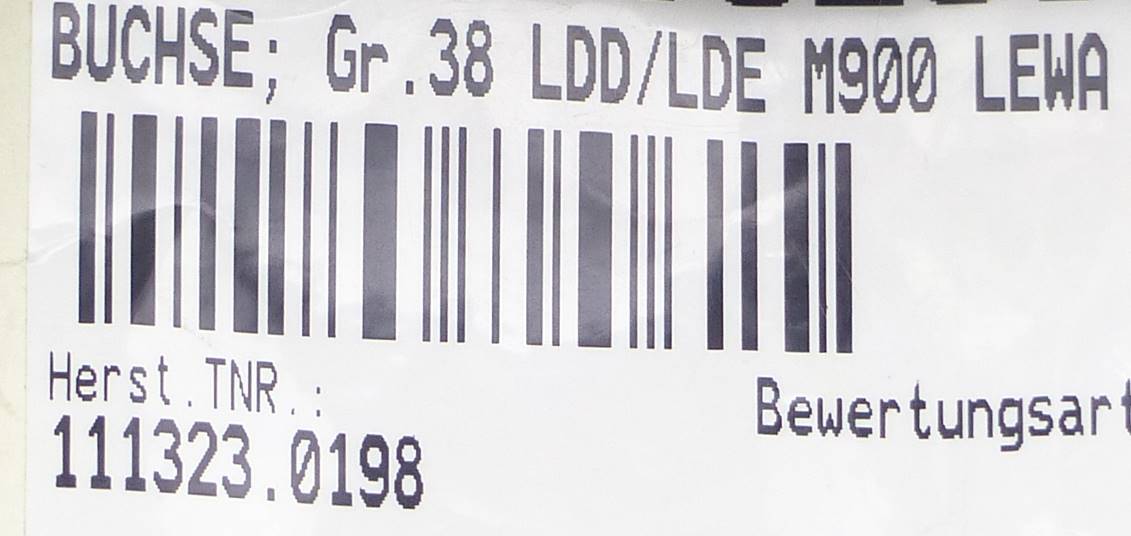 BUCHSE; Gr.38 LDD/LDE M900 LEWA
Herst.TNR.:
Bewertungsart
111323.0198